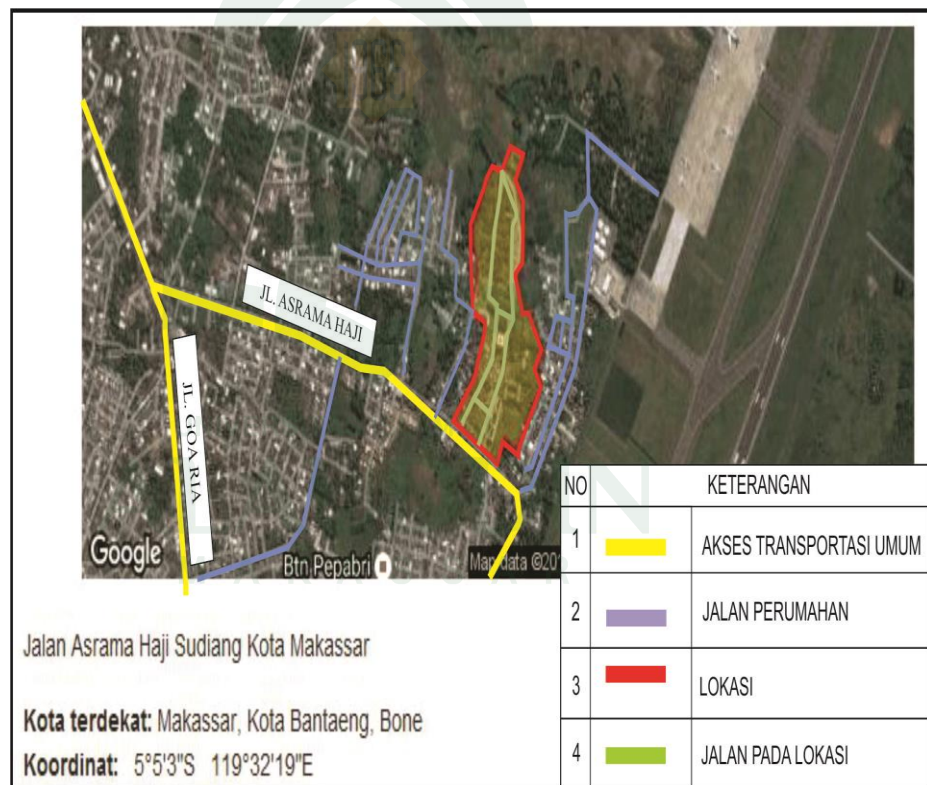 JL. ASRAMA HAJI
JL. GOA RIA
Google
Btn Pepabri
Map data ©201
NO KETERANGAN
1 AKSES TRANSPORTASI UMUM
2 JALAN PERUMAHAN
3 LOKASI
4 JALAN PADA LOKASI
Jalan Asrama Haji Sudiang Kota Makassar
Kota terdekat: Makassar, Kota Bantaeng, Bone
Koordinat: 5°5'3"S 119°32'19"E